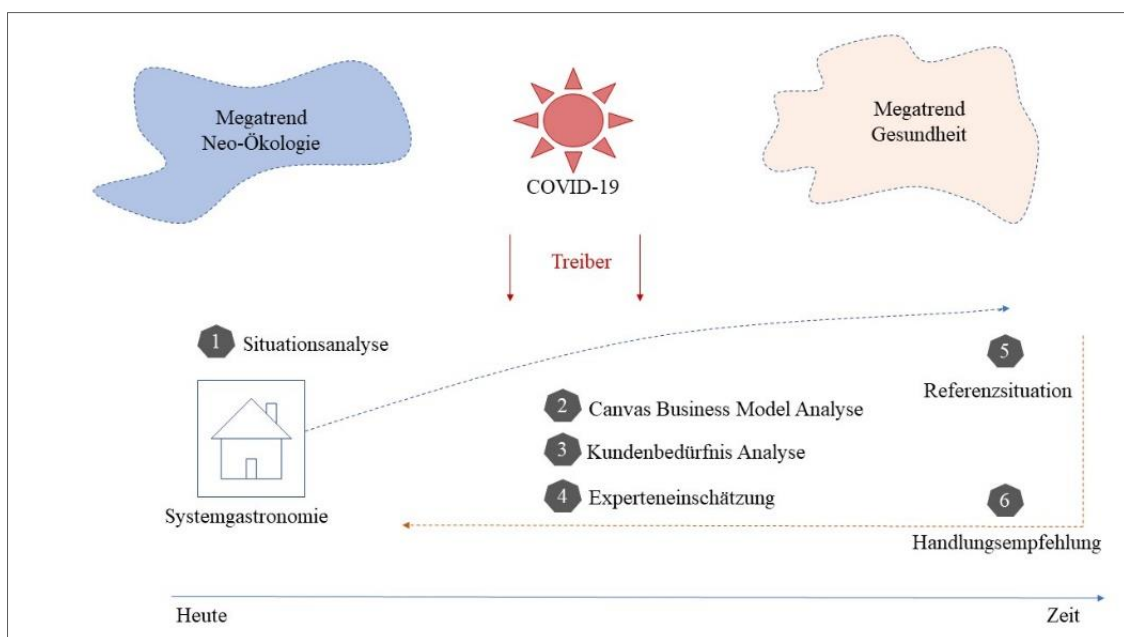 Megatrend
Neo-Ökologie
COVID-19
Megatrend
Gesundheit
Treiber
1 Situationsanalyse
Systemgastronomie
2 Canvas Business Model Analyse
3 Kundenbedürfnis Analyse
4 Experteneinschätzung
5
Referenzsituation
6
Handlungsempfehlung
Heute
Zeit